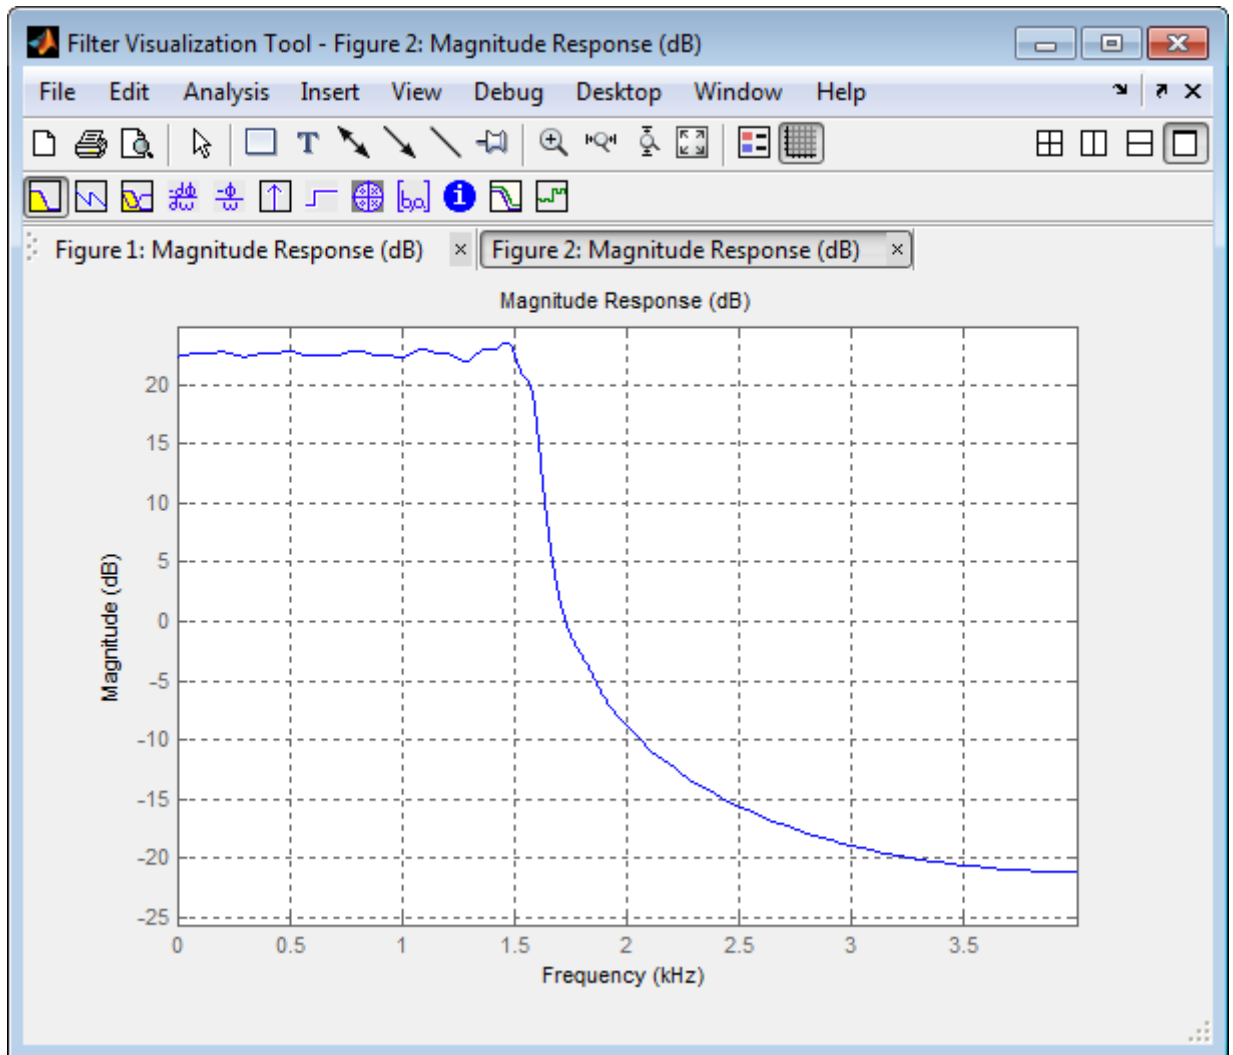 Filter Visualization Tool - Figure 2: Magnitude Response (dB)
File Edit Analysis Insert View Debug Desktop Window Help
T
[b,a] i
Figure 1: Magnitude Response (dB) × Figure 2: Magnitude Response (dB) ×
Magnitude Response (dB)
20
15
10
5
0
-5
-10
-15
-20
-25
Magnitude (dB)
0 0.5 1 1.5 2 2.5 3 3.5
Frequency (kHz)